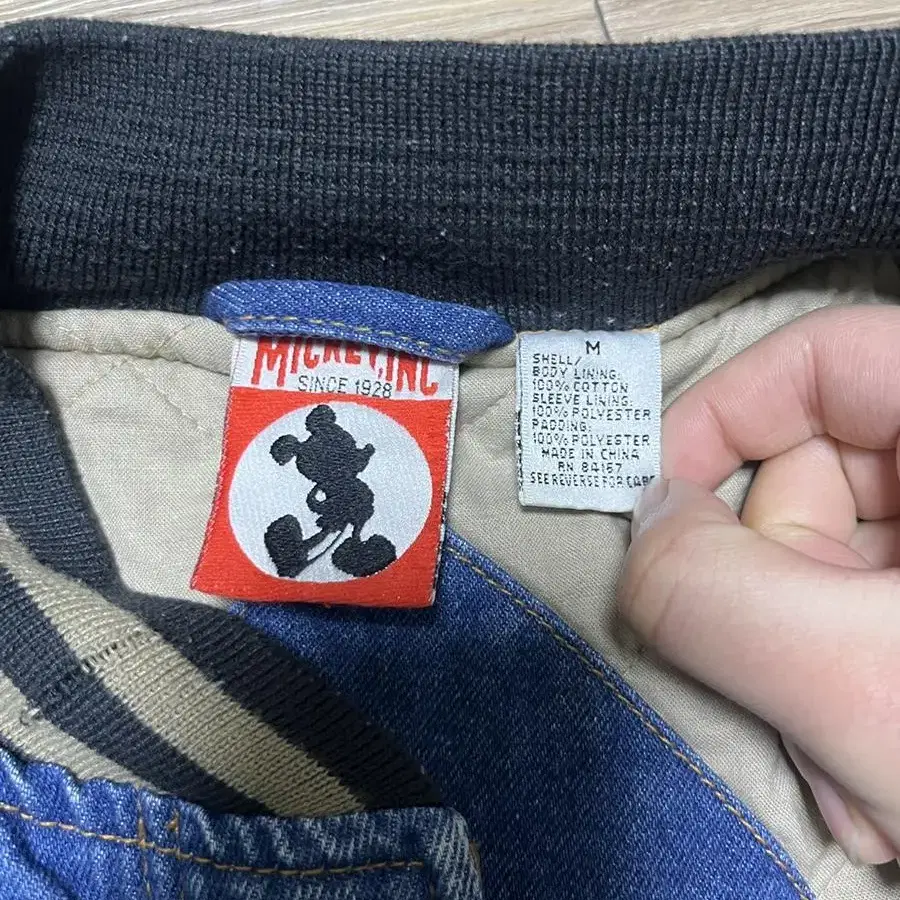 MICKEY, INC
SINCE 1928
M
SHELL/
BODY LINING:
100% COTTON
SLEEVE LINING:
100% POLYESTER
PADDING:
100% POLYESTER
MADE IN CHINA
RN 84167
SEE REVERSE FOR CARE